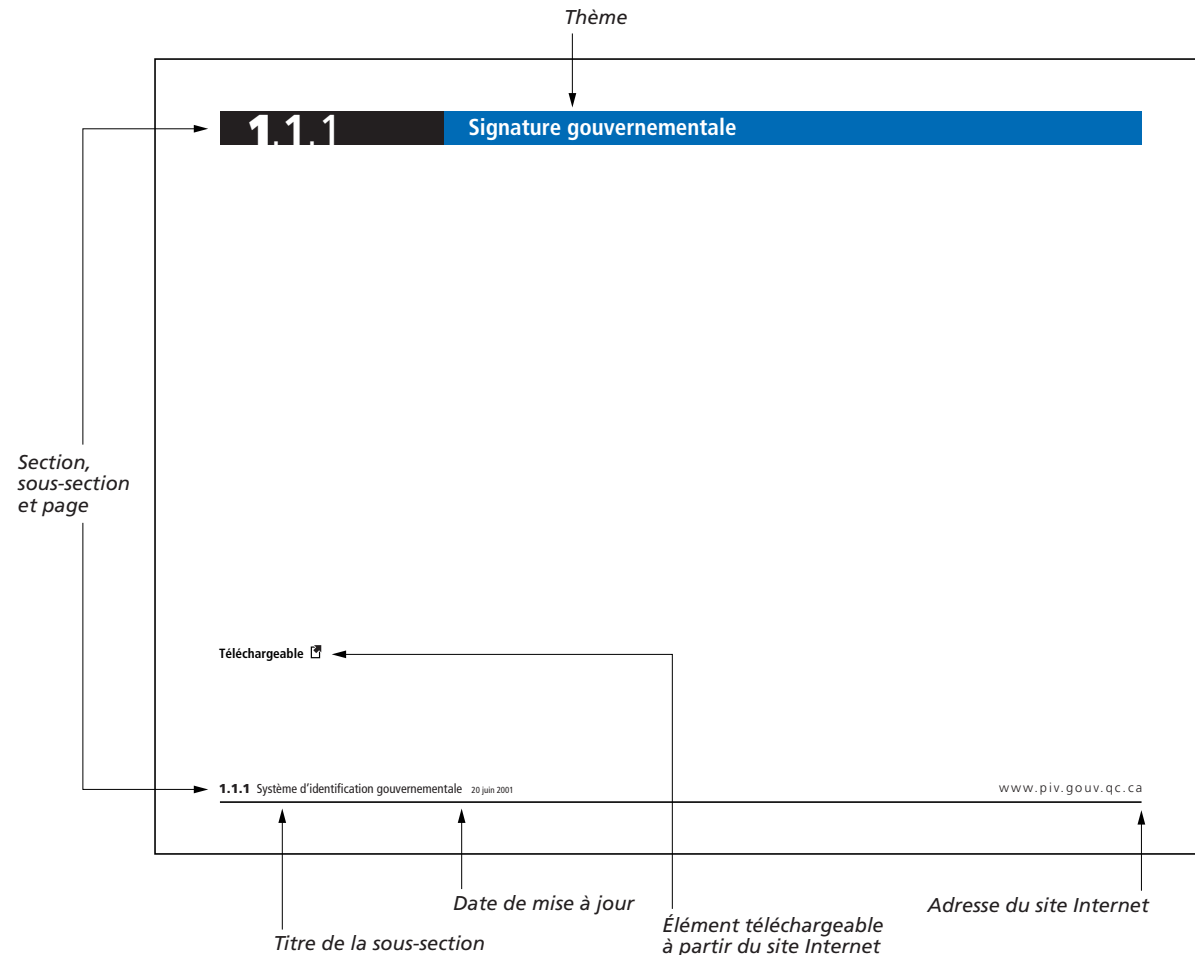 Thème
1.1.1 Signature gouvernementale
Section,
sous-section
et page
Téléchargeable
1.1.1 Système d'identification gouvernementale 20 juin 2001 www.piv.gouv.qc.ca
Date de mise à jour
Adresse du site Internet
Élément téléchargeable
à partir du site Internet
Titre de la sous-section